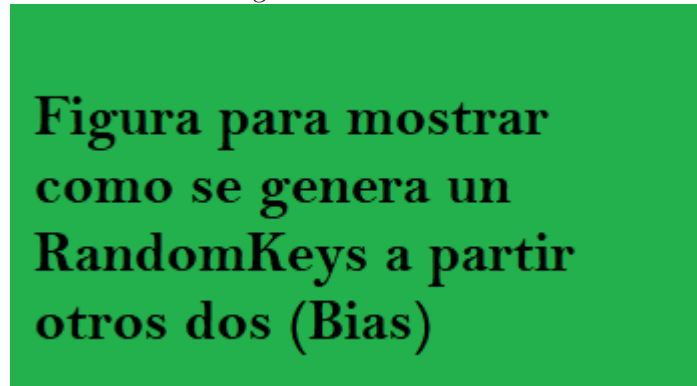 Figura para mostrar
como se genera un
RandomKeys a partir
otros dos (Bias)